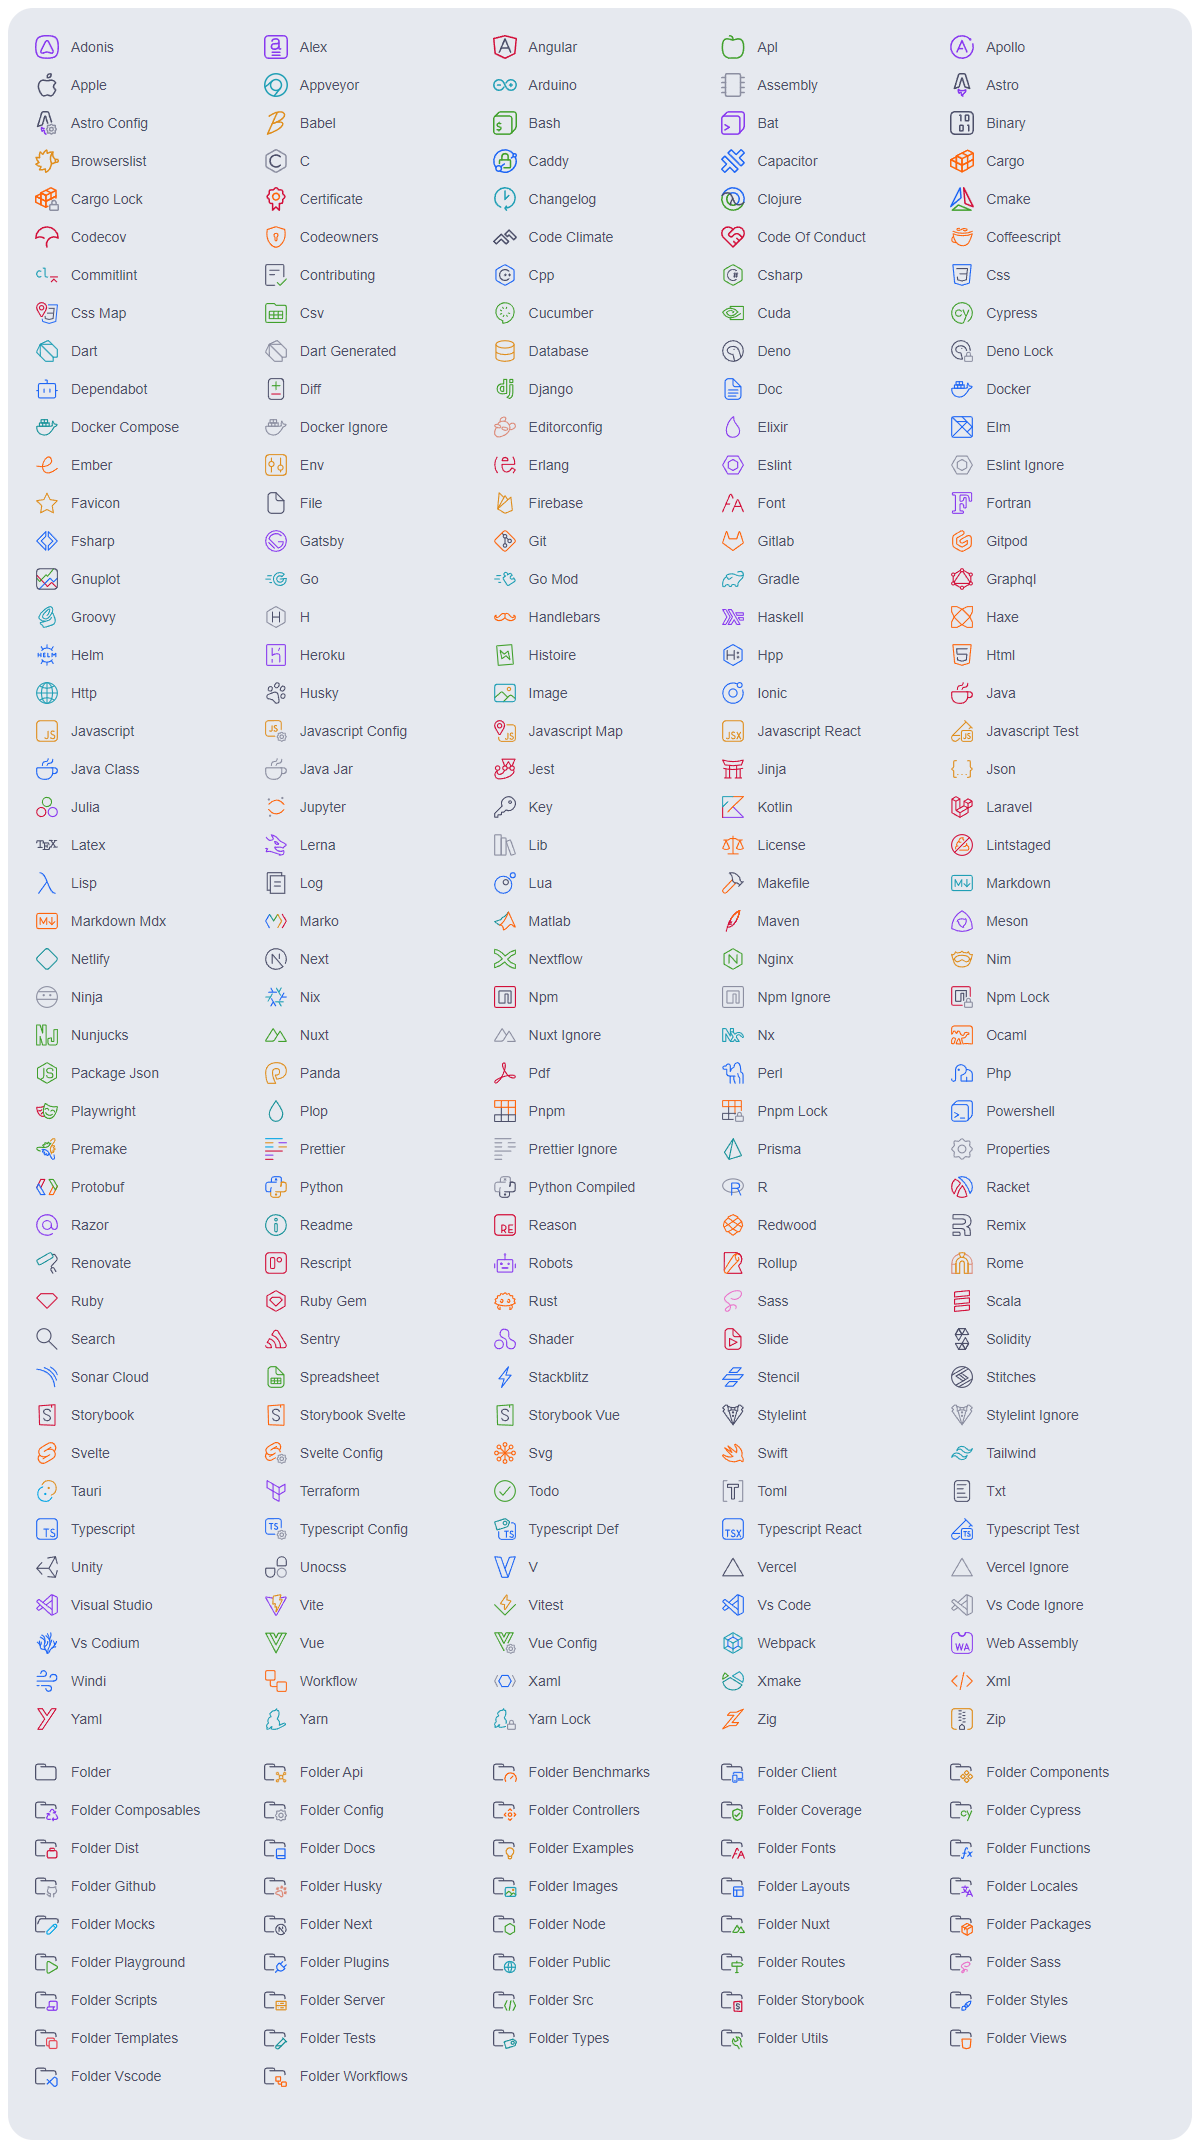 Adonis Alex Angular Apl Apollo
Apple Appveyor Arduino Assembly Astro
Astro Config Babel Bash Bat Binary
Browserslist C Caddy Capacitor Cargo
Cargo Lock Certificate Changelog Clojure Cmake
Codecov Codeowners Code Climate Code Of Conduct Coffeescript
Commitlint Contributing Cpp Csharp Css
Css Map Csv Cucumber Cuda Cypress
Dart Dart Generated Database Deno Deno Lock
Dependabot Diff Django Doc Docker
Docker Compose Docker Ignore Editorconfig Elixir Elm
Ember Env Erlang Eslint Eslint Ignore
Favicon File Firebase Font Fortran
Fsharp Gatsby Git Gitlab Gitpod
Gnuplot Go Go Mod Gradle Graphql
Groovy H Handlebars Haskell Haxe
Helm Heroku Histoire Hpp Html
Http Husky Image Ionic Java
Javascript Javascript Config Javascript Map Javascript React Javascript Test
Java Class Java Jar Jest Jinja Json
Julia Jupyter Key Kotlin Laravel
Latex Lerna Lib License Lintstaged
Lisp Log Lua Makefile Markdown
Markdown Mdx Marko Matlab Maven Meson
Netlify Next Nextflow Nginx Nim
Ninja Nix Npm Npm Ignore Npm Lock
Nunjucks Nuxt Nuxt Ignore Nx Ocaml
Package Json Panda Pdf Perl Php
Playwright Plop Pnpm Pnpm Lock Powershell
Premake Prettier Prettier Ignore Prisma Properties
Protobuf Python Python Compiled R Racket
Razor Readme Reason Redwood Remix
Renovate Rescript Robots Rollup Rome
Ruby Ruby Gem Rust Sass Scala
Search Sentry Shader Slide Solidity
Sonar Cloud Spreadsheet Stackblitz Stencil Stitches
Storybook Storybook Svelte Storybook Vue Stylelint Stylelint Ignore
Svelte Svelte Config Svg Swift Tailwind
Tauri Terraform Todo Toml Txt
Typescript Typescript Config Typescript Def Typescript React Typescript Test
Unity Unocss V Vercel Vercel Ignore
Visual Studio Vite Vitest Vs Code Vs Code Ignore
Vs Codium Vue Vue Config Webpack Web Assembly
Windi Workflow Xaml Xmake Xml
Yaml Yarn Yarn Lock Zig Zip
Folder Folder Api Folder Benchmarks Folder Client Folder Components
Folder Composables Folder Config Folder Controllers Folder Coverage Folder Cypress
Folder Dist Folder Docs Folder Examples Folder Fonts Folder Functions
Folder Github Folder Husky Folder Images Folder Layouts Folder Locales
Folder Mocks Folder Next Folder Node Folder Nuxt Folder Packages
Folder Playground Folder Plugins Folder Public Folder Routes Folder Sass
Folder Scripts Folder Server Folder Src Folder Storybook Folder Styles
Folder Templates Folder Tests Folder Types Folder Utils Folder Views
Folder Vscode Folder Workflows